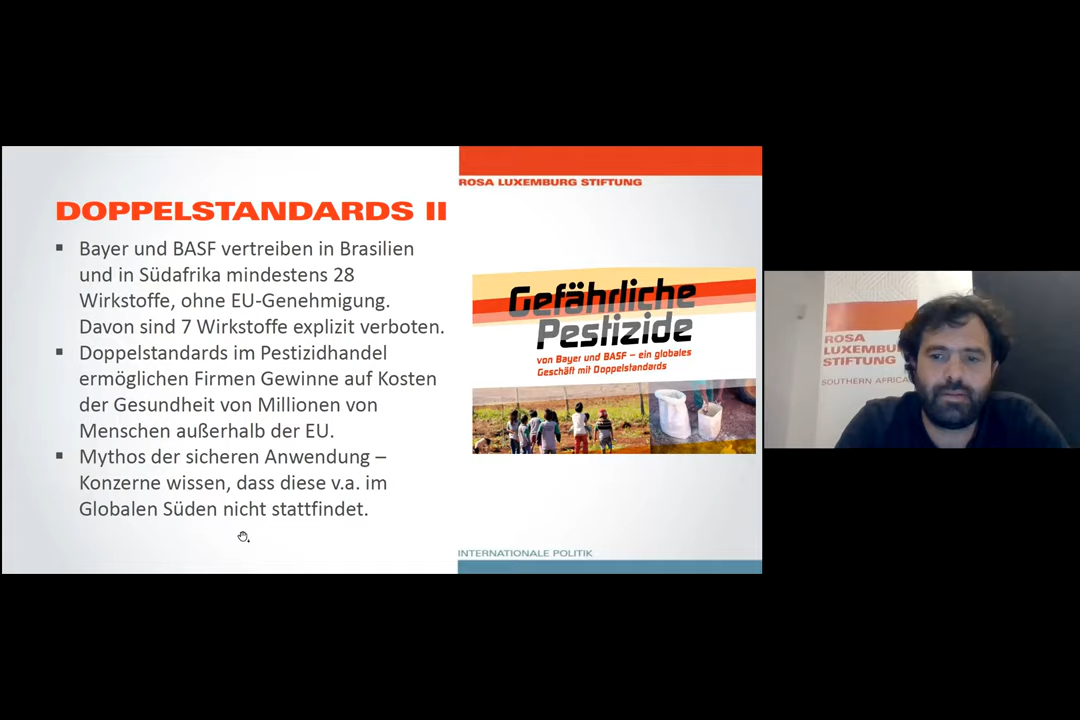 ROSA LUXEMBURG STIFTUNG
DOPPELSTANDARDS II
▪ Bayer und BASF vertreiben in Brasilien
und in Südafrika mindestens 28
Wirkstoffe, ohne EU-Genehmigung.
Davon sind 7 Wirkstoffe explizit verboten.
▪ Doppelstandards im Pestizidhandel
ermöglichen Firmen Gewinne auf Kosten
der Gesundheit von Millionen von
Menschen außerhalb der EU.
▪ Mythos der sicheren Anwendung –
Konzerne wissen, dass diese v.a. im
Globalen Süden nicht stattfindet.
Gefährliche
Pestizide
von Bayer und BASF – ein globales
Geschäft mit Doppelstandards
INTERNATIONALE POLITIK
ROSA
LUXEMBU
STIFTUNG
SOUTHERN AFRICA